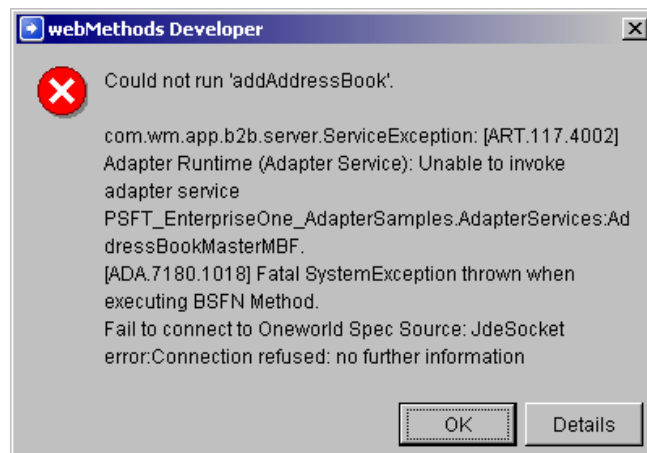 webMethods Developer
Could not run 'addAddressBook'.
com.wm.app.b2b.server.ServiceException: [ART.117.4002]
Adapter Runtime (Adapter Service): Unable to invoke
adapter service
PSFT_EnterpriseOne_AdapterSamples.AdapterServices:Ad
dressBookMasterMBF.
[ADA.7180.1018] Fatal SystemException thrown when
executing BSFN Method.
Fail to connect to Oneworld Spec Source: JdeSocket
error:Connection refused: no further information
OK
Details